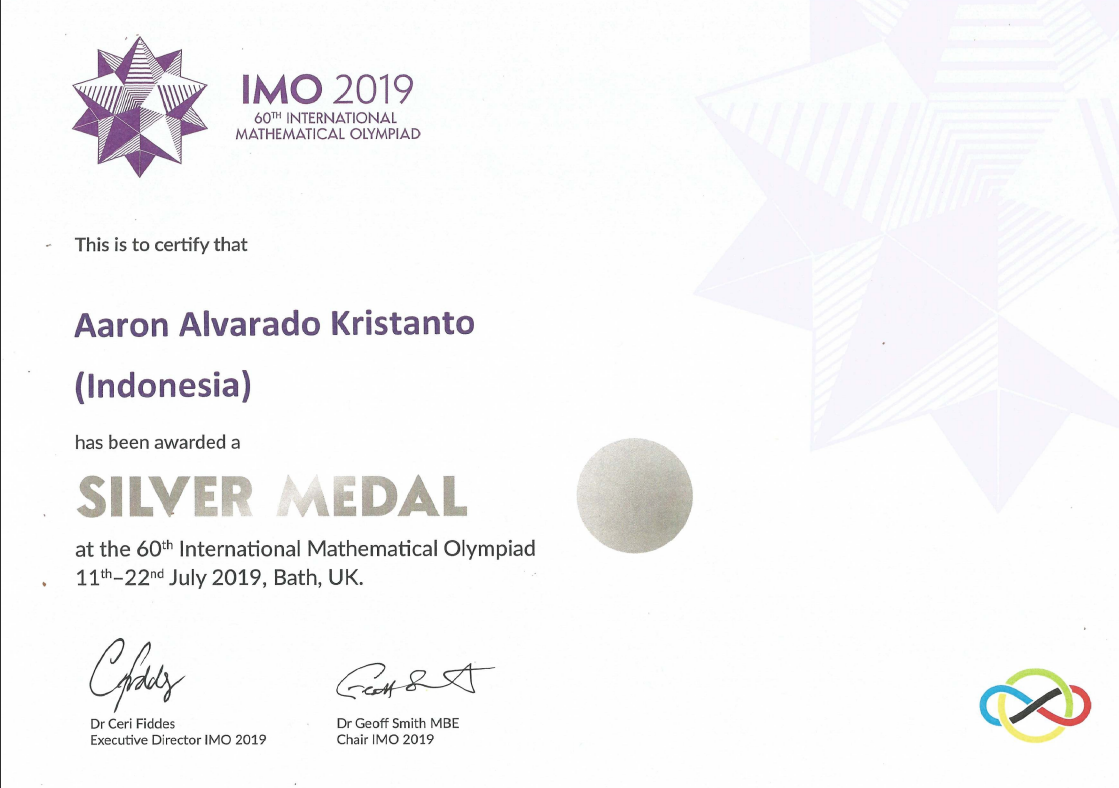 IMO 2019
60TH INTERNATIONAL
MATHEMATICAL OLYMPIAD
This is to certify that
Aaron Alvarado Kristanto
(Indonesia)
has been awarded a
SILVER MEDAL
at the 60th International Mathematical Olympiad
11th–22nd July 2019, Bath, UK.
Dr Ceri Fiddes
Executive Director IMO 2019
Dr Geoff Smith MBE
Chair IMO 2019